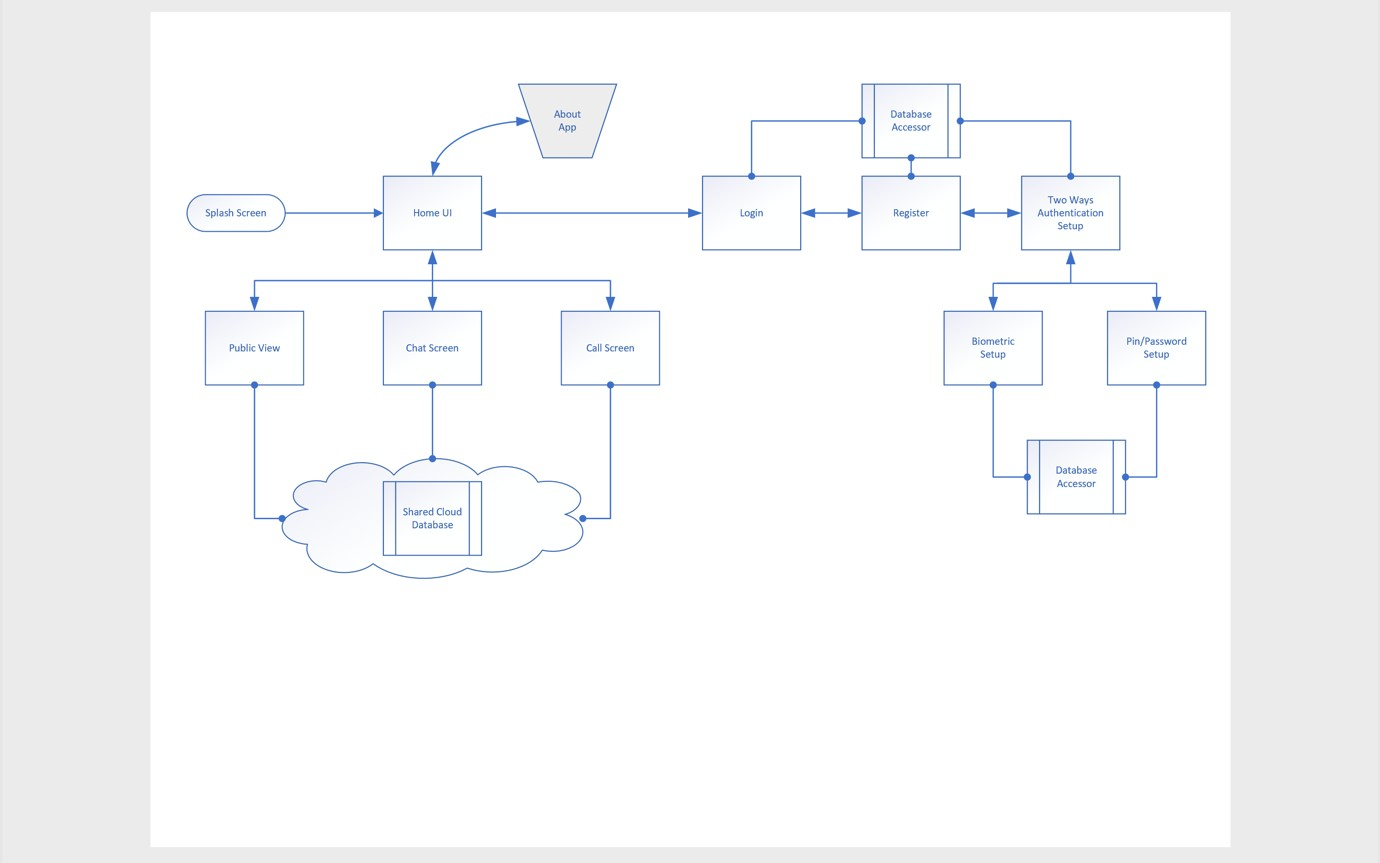 About
App
Database
Accessor
Splash Screen
Home UI
Login
Register
Two Ways
Authentication
Setup
Public View
Chat Screen
Call Screen
Biometric
Setup
Pin/Password
Setup
Shared Cloud
Database
Database
Accessor